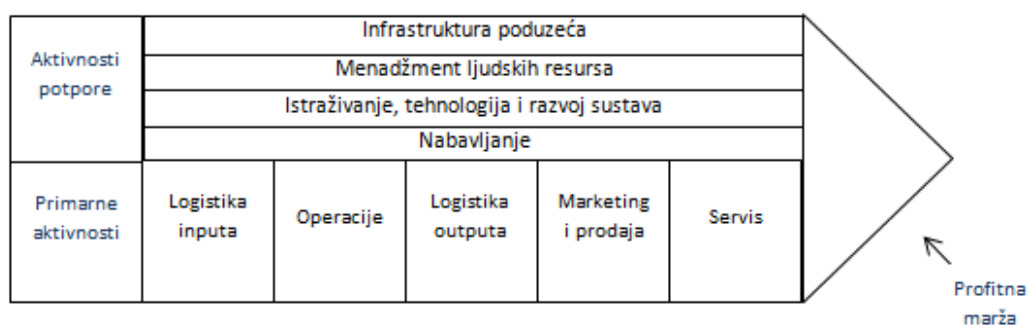 Aktivnosti
potpore
Infrastruktura poduzeća
Menadžment ljudskih resursa
Istraživanje, tehnologija i razvoj sustava
Nabavljanje
Primarne
aktivnosti
Logistika
inputa
Operacije
Logistika
outputa
Marketing
i prodaja
Servis
Profitna
marža